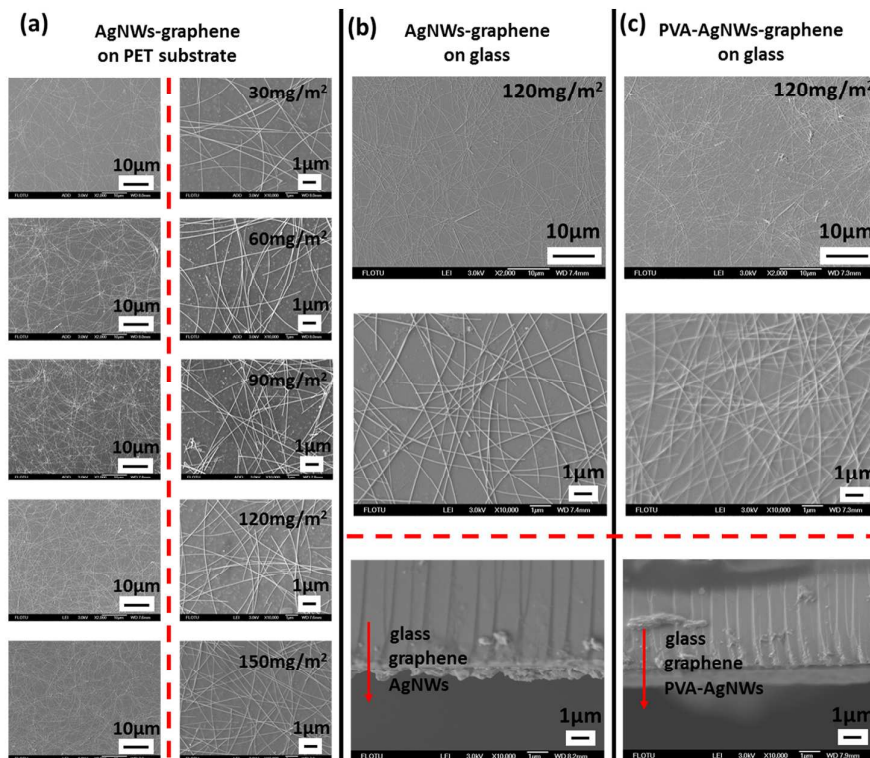 (a)
AgNWs-graphene
on PET substrate
10μm
30mg/m²
1μm
10μm
60mg/m²
1μm
10μm
90mg/m²
1μm
10μm
120mg/m²
1μm
10μm
150mg/m²
1μm
(b)
AgNWs-graphene
on glass
120mg/m²
10μm
FLOTU LEI 3.0kV X2,000 10μm WD 7.4mm
1μm
FLOTU LEI 3.0kV X10,000 1μm WD 7.4mm
glass
graphene
AgNWs
1μm
FLOTU LEI 3.0kV X10,000 1μm WD 8.2mm
(c)
PVA-AgNWs-graphene
on glass
120mg/m²
10μm
FLOTU LEI 3.0kV X2,000 10μm WD 7.3mm
1μm
FLOTU LEI 3.0kV X10,000 1μm WD 7.3mm
glass
graphene
PVA-AgNWs
1μm
FLOTU LEI 3.0kV X10,000 1μm WD 7.9mm